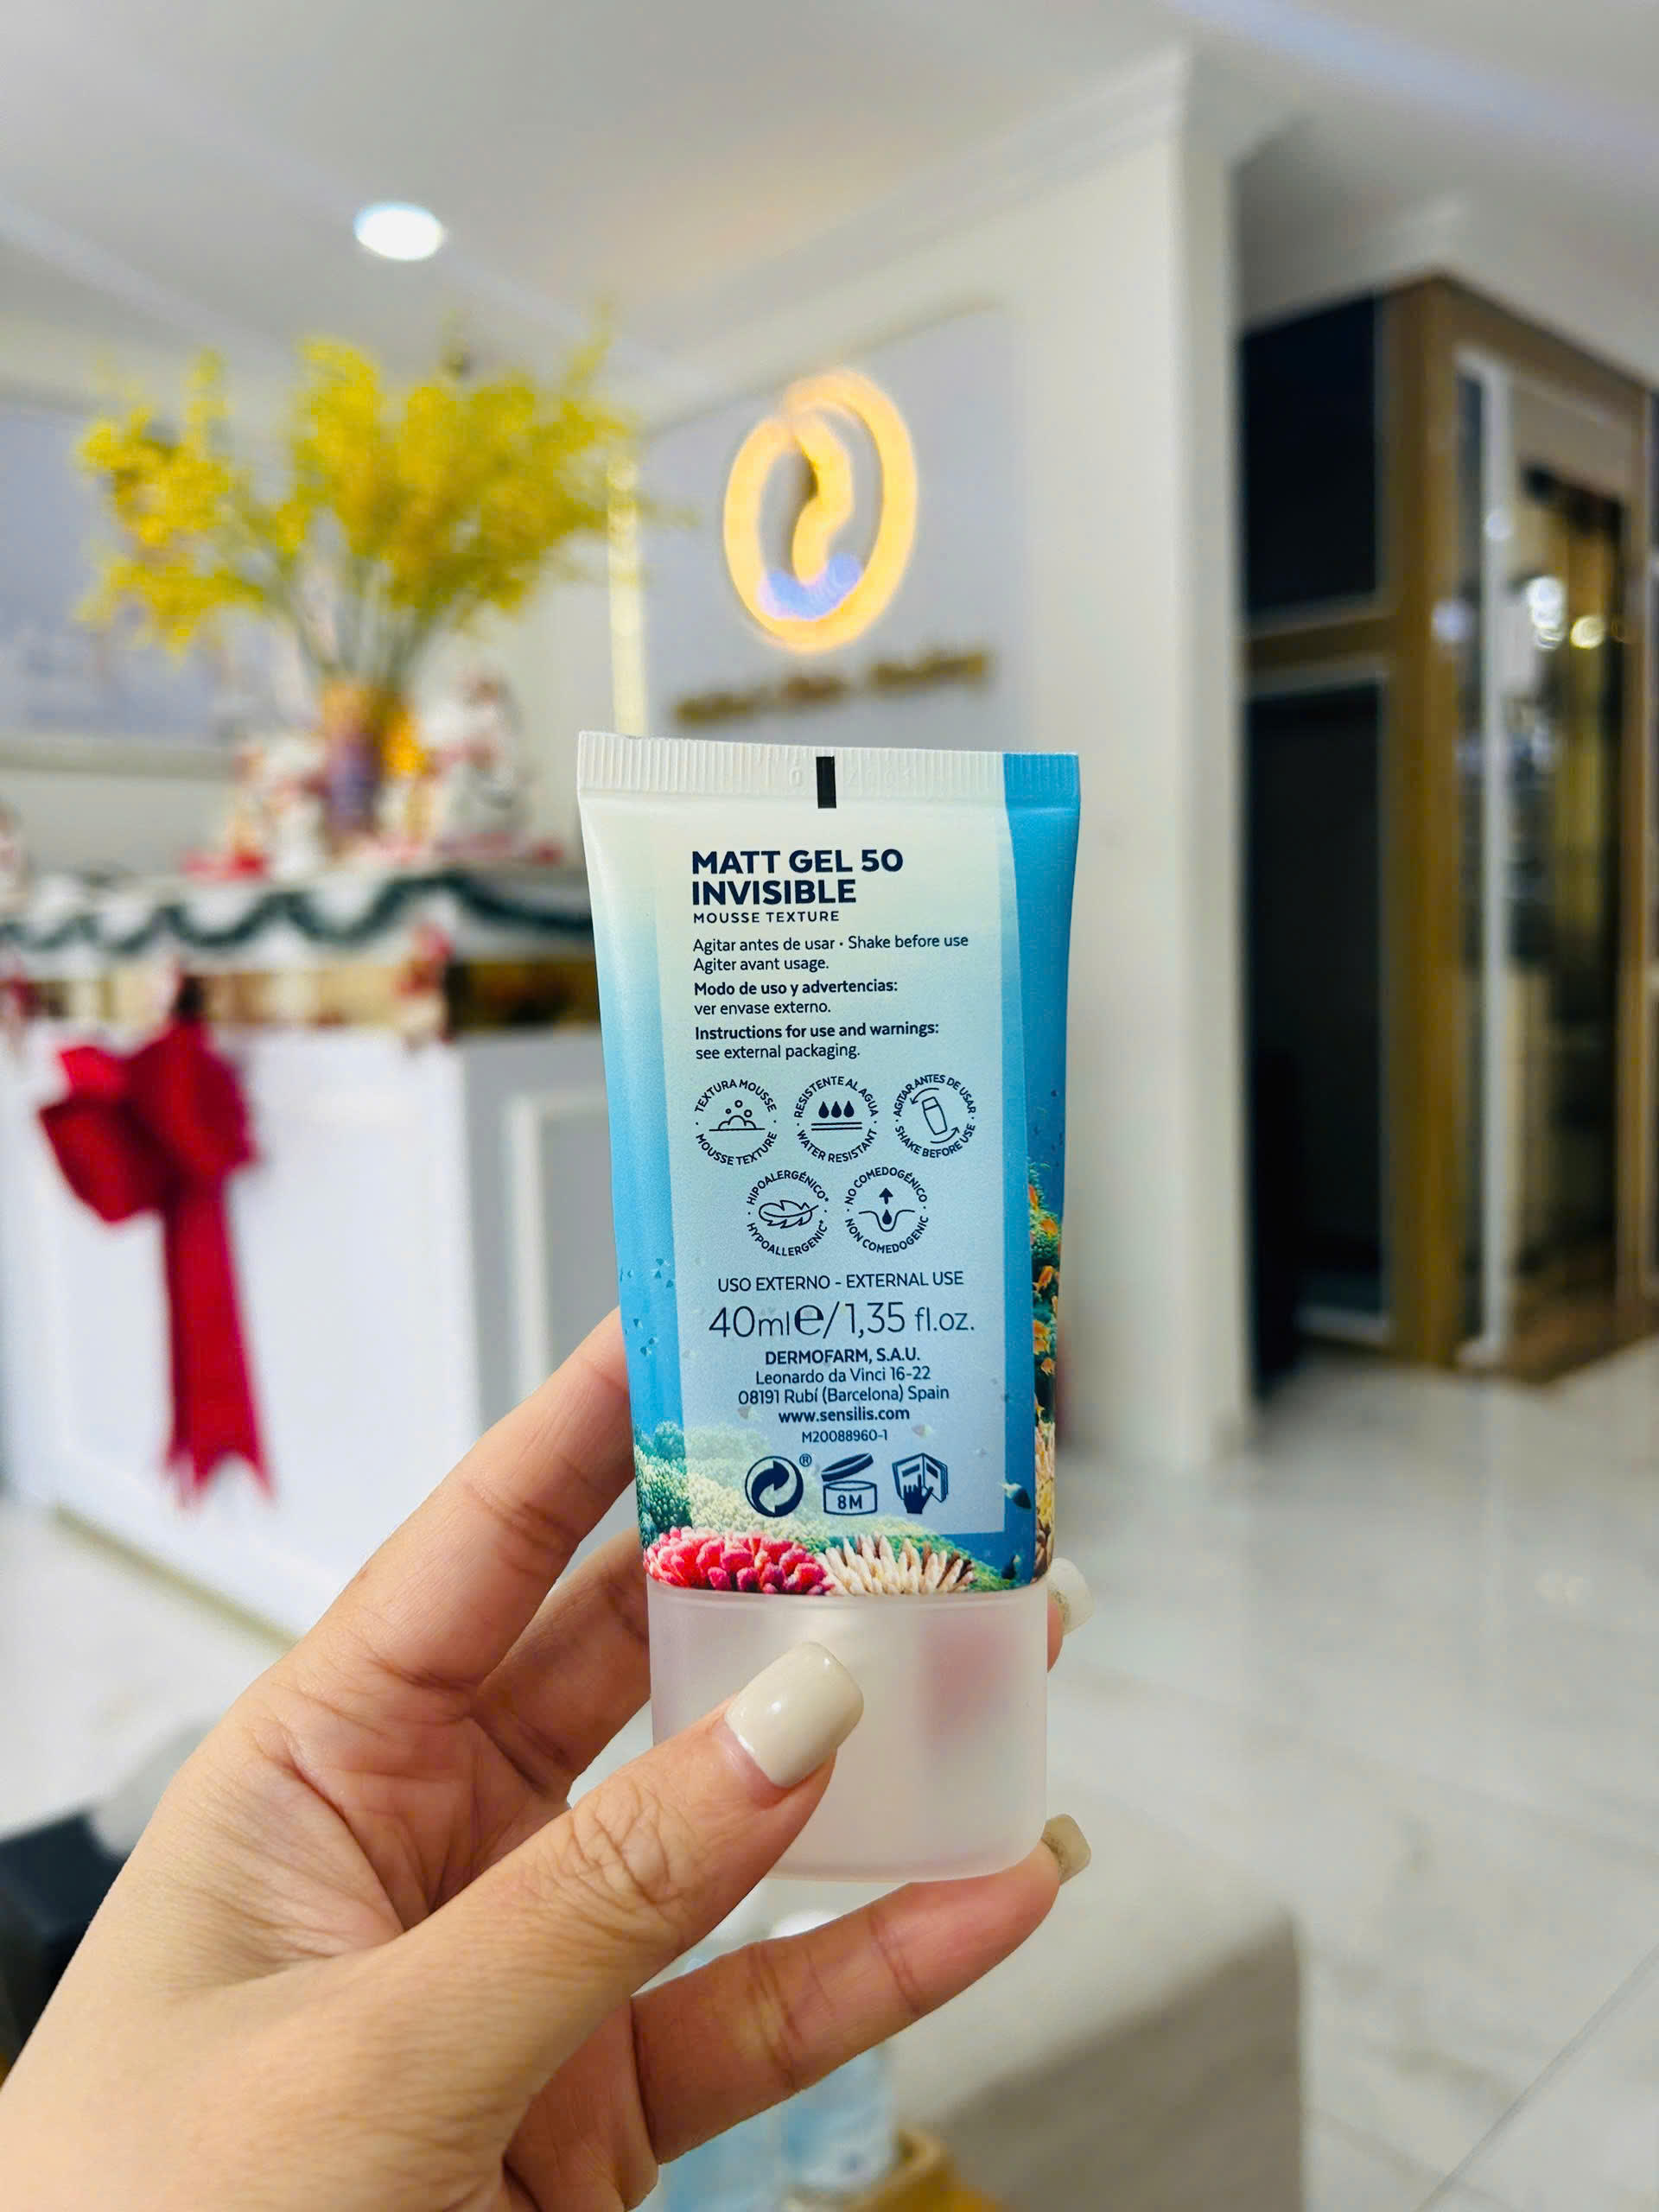 MATT GEL 50
INVISIBLE
MOUSSE TEXTURE
Agitar antes de usar · Shake before use
Agiter avant usage.
Modo de uso y advertencias:
ver envase externo.
Instructions for use and warnings:
see external packaging.
TEXTURA MOUSSE · MOUSSE TEXTURE ·
RESISTENTE AL AGUA · WATER RESISTANT ·
AGITAR ANTES DE USAR · SHAKE BEFORE USE ·
HIPOALERGÉNICO* · HYPOALLERGENIC* ·
NO COMEDOGÉNICO · NON COMEDOGENIC ·
USO EXTERNO - EXTERNAL USE
40ml℮/1,35 fl.oz.
DERMOFARM, S.A.U.
Leonardo da Vinci 16-22
08191 Rubí (Barcelona) Spain
www.sensilis.com
M20088960-1
®
8M